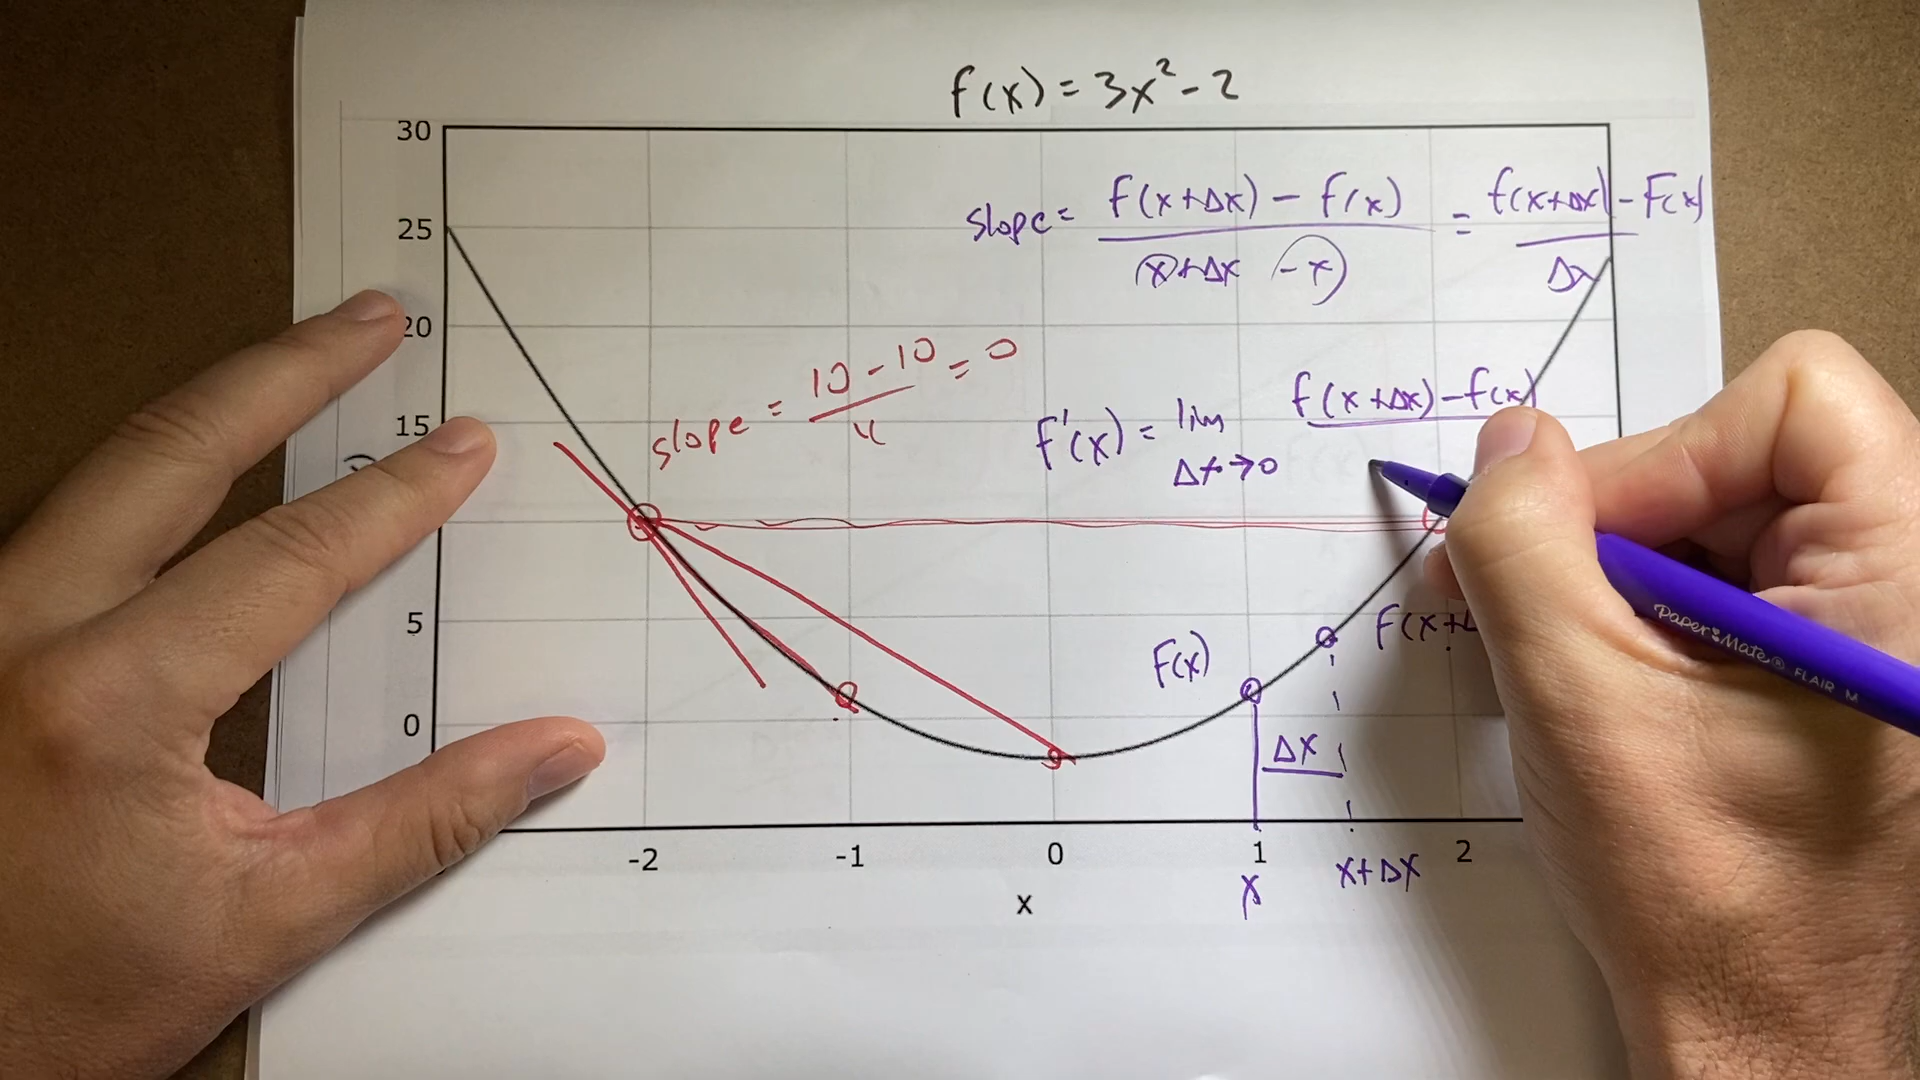 f(x) = 3x² - 2
30
25
20
15
5
0
slope = f(x+Δx) - f(x) / x+Δx - x = f(x+Δx) - F(x) / Δx
slope = 10 - 10 / 4 = 0
f'(x) = lim Δx→0 f(x+Δx) - f(x)
F(x)
F(x+
Δx
-2 -1 0 1 2
x x+Δx
x
Paper Mate® FLAIR M